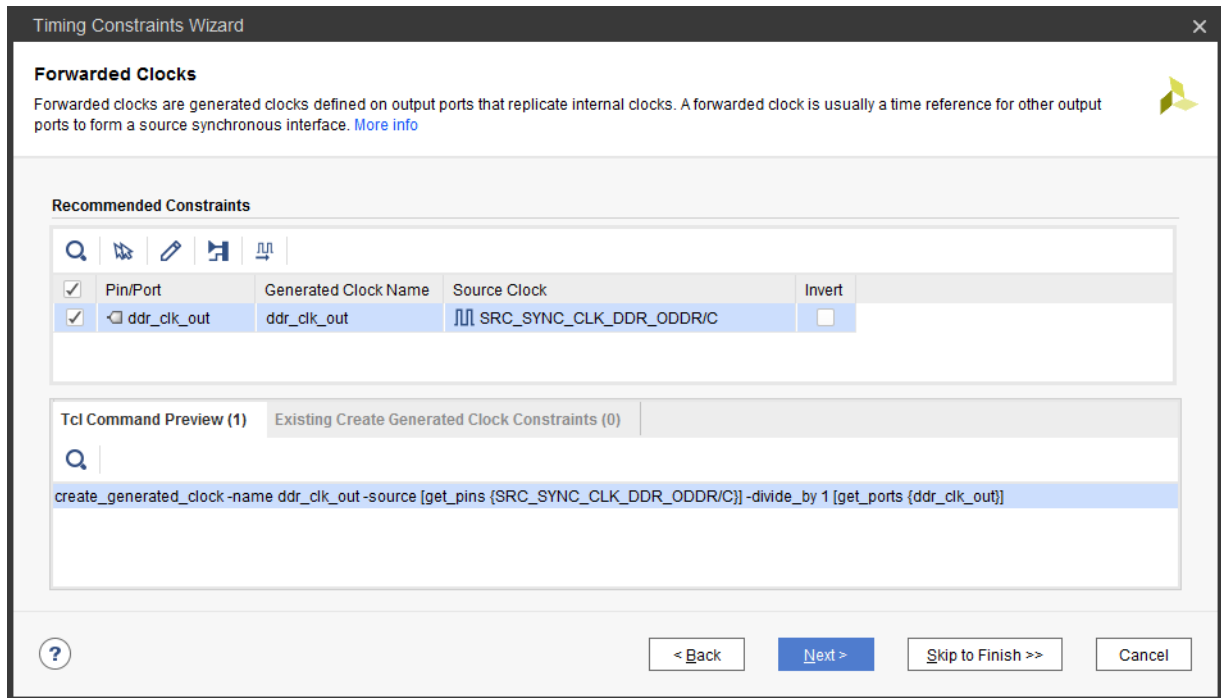 Timing Constraints Wizard
Forwarded Clocks
Forwarded clocks are generated clocks defined on output ports that replicate internal clocks. A forwarded clock is usually a time reference for other output
ports to form a source synchronous interface. More info
Recommended Constraints
Pin/Port Generated Clock Name Source Clock Invert
ddr_clk_out ddr_clk_out SRC_SYNC_CLK_DDR_ODDR/C
Tcl Command Preview (1) Existing Create Generated Clock Constraints (0)
create_generated_clock -name ddr_clk_out -source [get_pins {SRC_SYNC_CLK_DDR_ODDR/C}] -divide_by 1 [get_ports {ddr_clk_out}]
? < Back Next > Skip to Finish >> Cancel